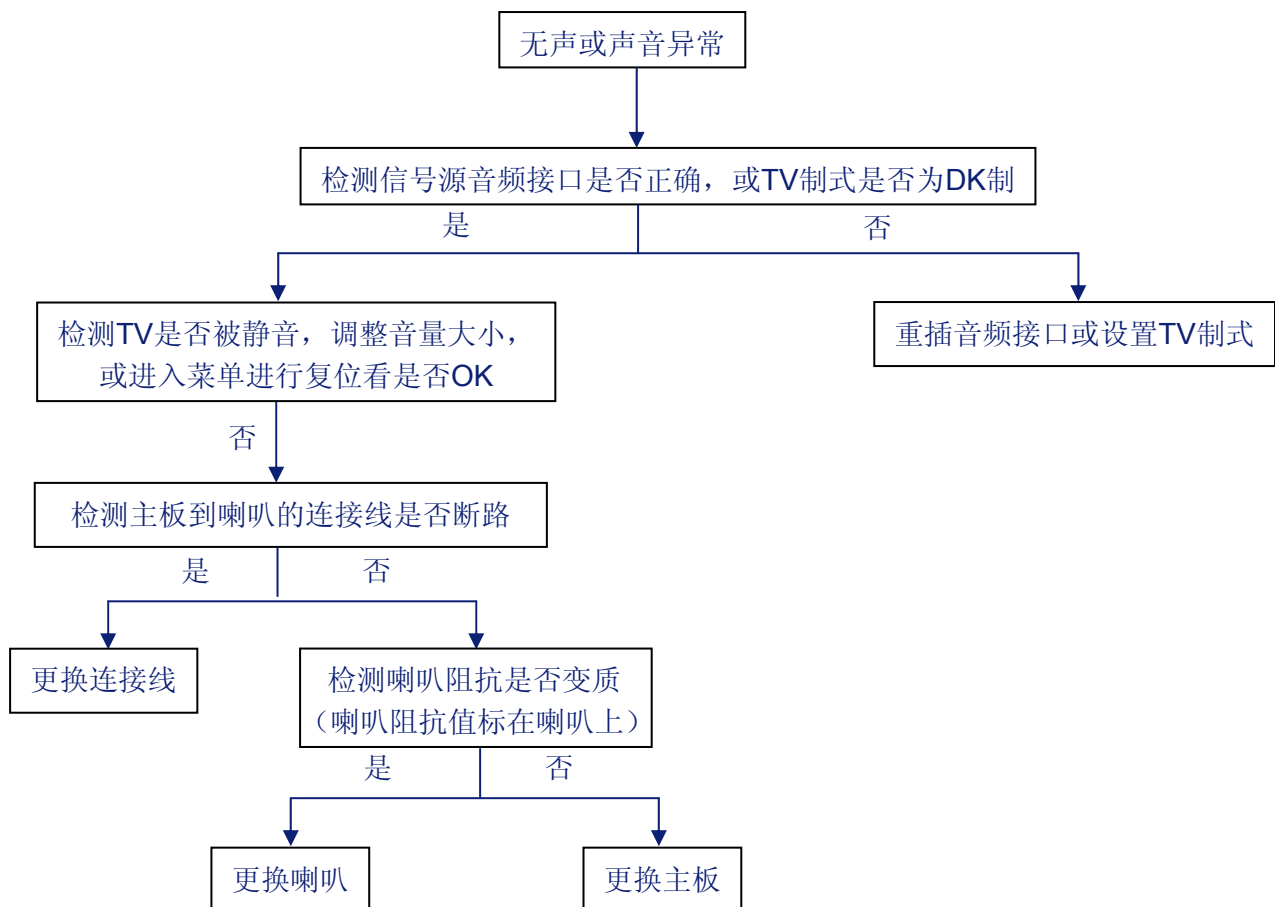 无声或声音异常
检测信号源音频接口是否正确，或TV制式是否为DK制
是
否
检测TV是否被静音，调整音量大小，
或进入菜单进行复位看是否OK
重插音频接口或设置TV制式
否
检测主板到喇叭的连接线是否断路
是
否
更换连接线
检测喇叭阻抗是否变质
（喇叭阻抗值标在喇叭上）
是
否
更换喇叭
更换主板